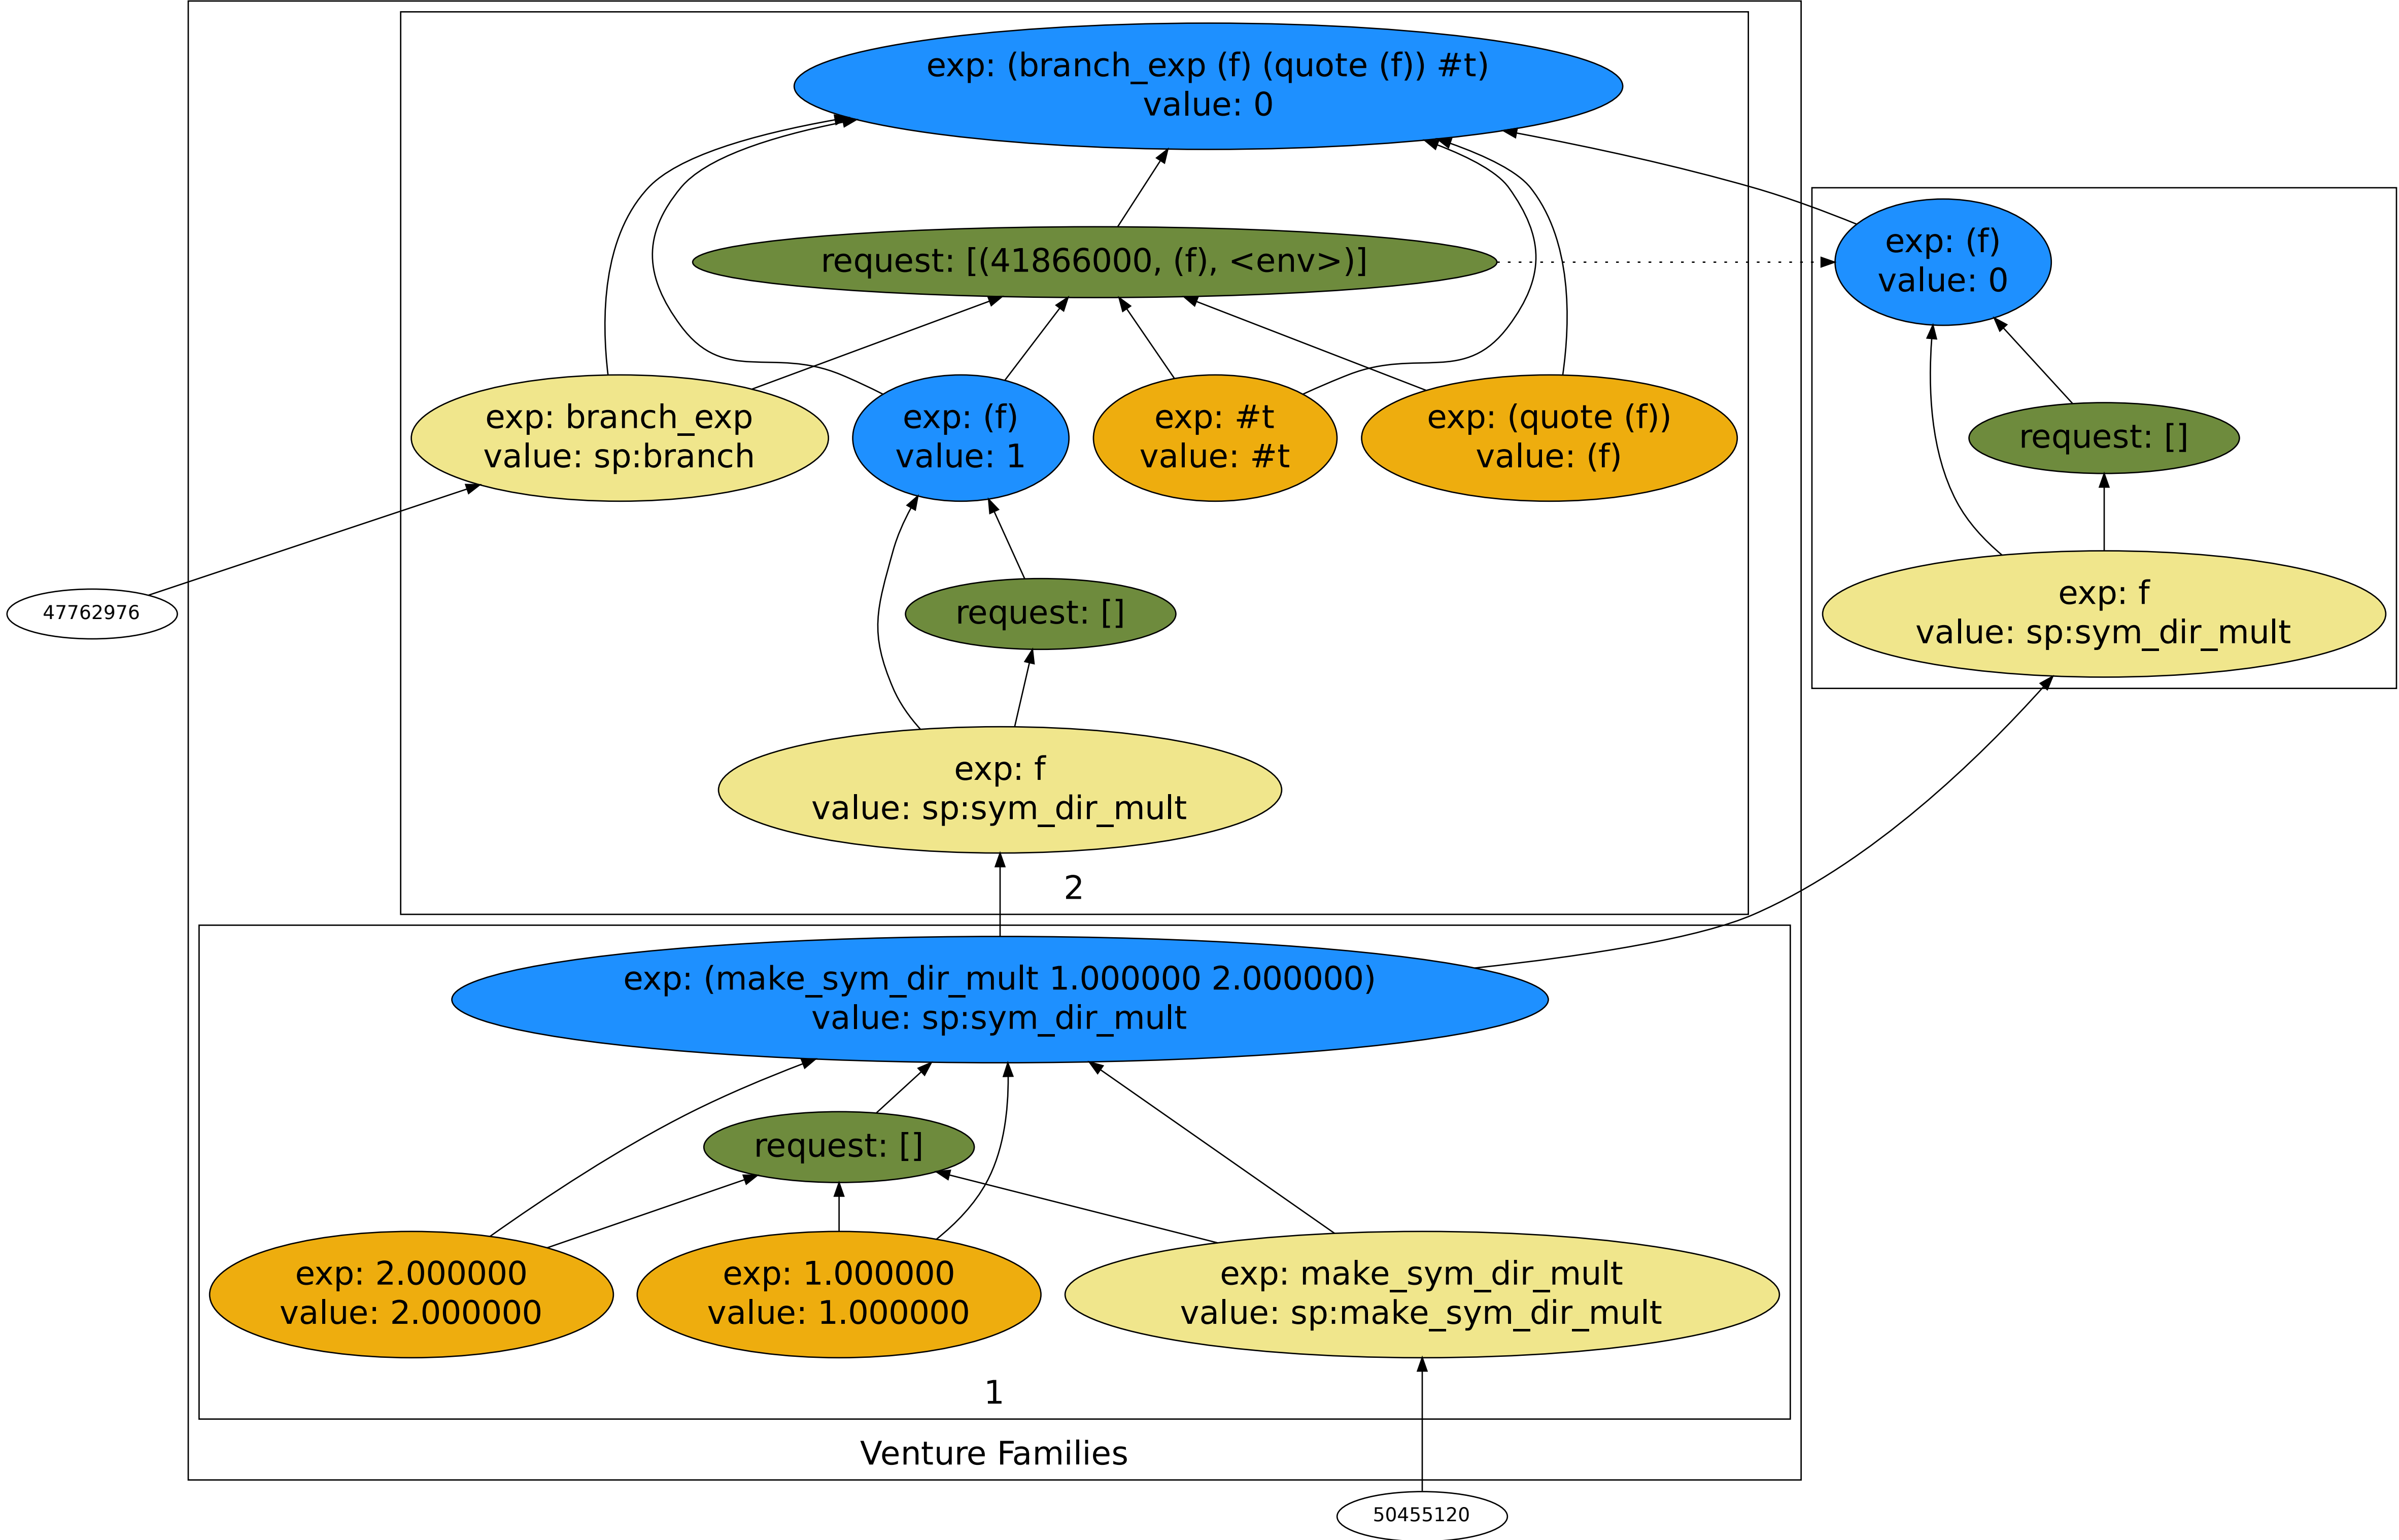 exp: (branch_exp (f) (quote (f)) #t)
value: 0
request: [(41866000, (f), <env>)]
exp: (f)
value: 0
exp: branch_exp
value: sp:branch
exp: (f)
value: 1
exp: #t
value: #t
exp: (quote (f))
value: (f)
request: []
47762976
request: []
exp: f
value: sp:sym_dir_mult
exp: f
value: sp:sym_dir_mult
2
exp: (make_sym_dir_mult 1.000000 2.000000)
value: sp:sym_dir_mult
request: []
exp: 2.000000
value: 2.000000
exp: 1.000000
value: 1.000000
exp: make_sym_dir_mult
value: sp:make_sym_dir_mult
1
Venture Families
50455120